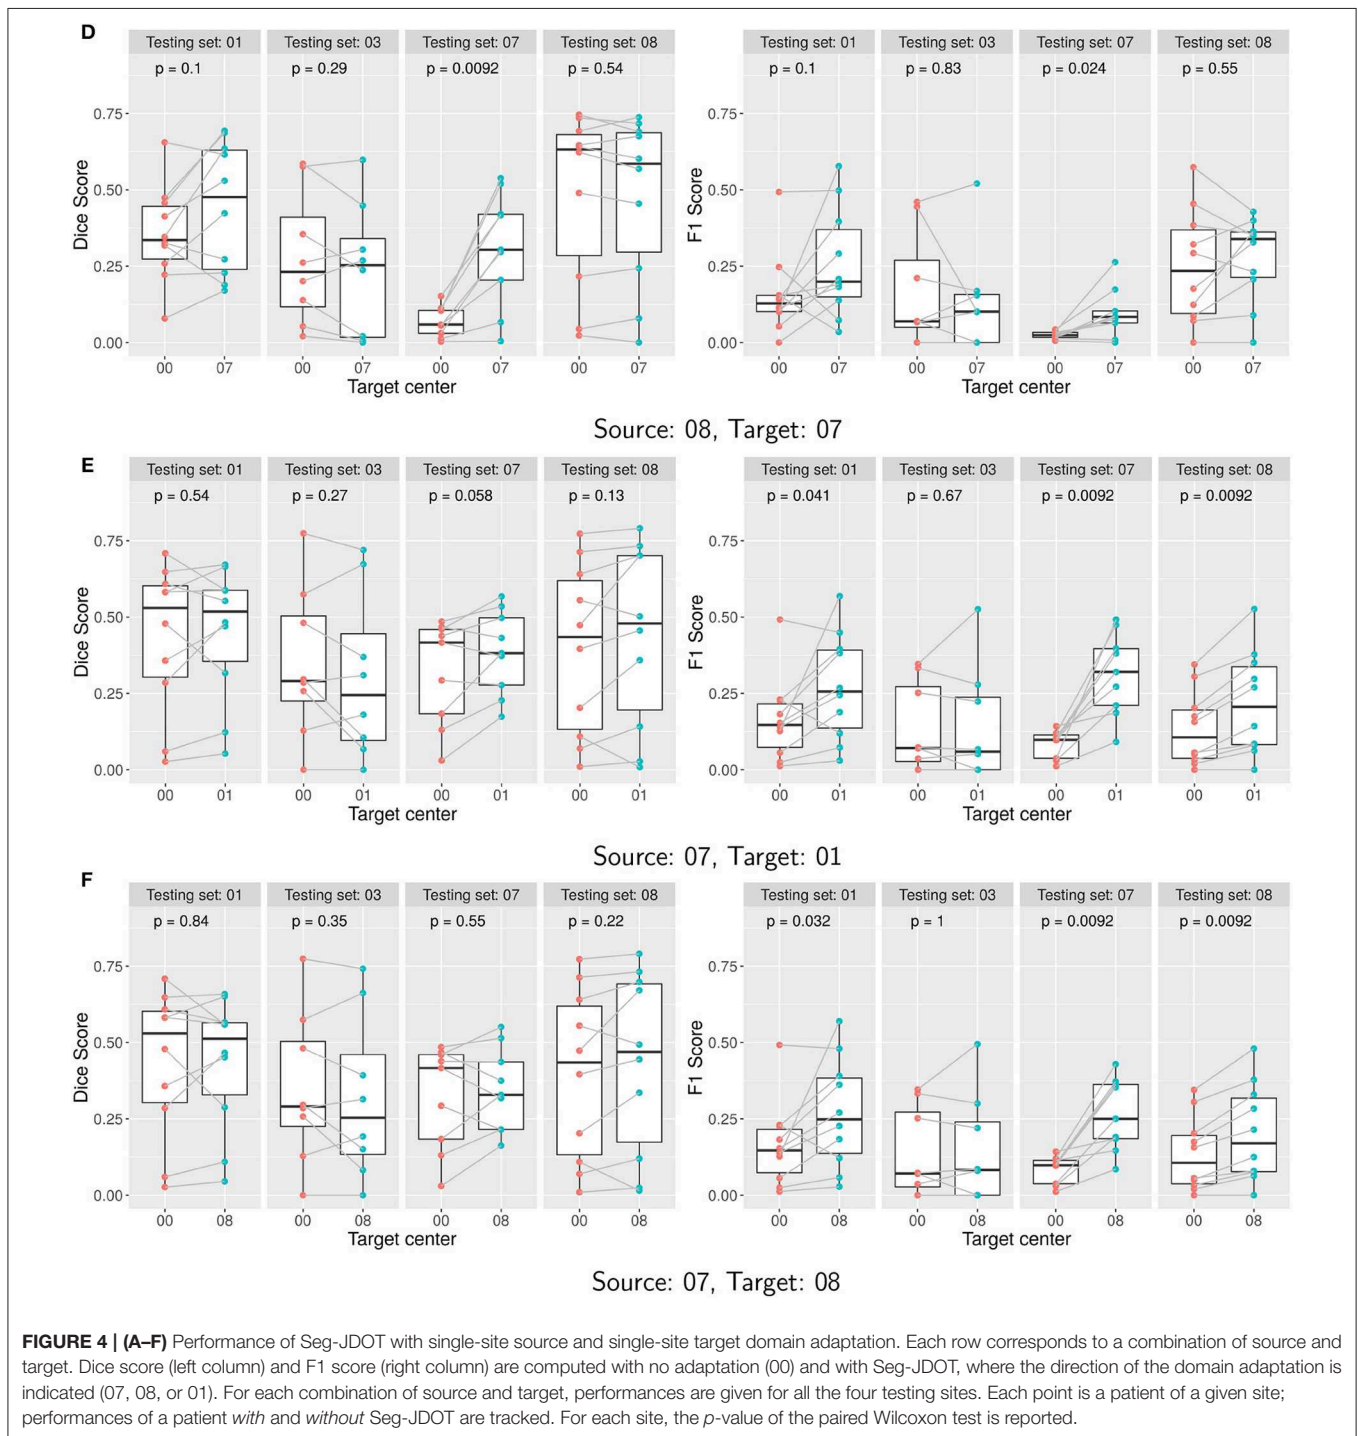 D
Testing set: 01 Testing set: 03 Testing set: 07 Testing set: 08 Testing set: 01 Testing set: 03 Testing set: 07 Testing set: 08
p = 0.1 p = 0.29 p = 0.0092 p = 0.54 p = 0.1 p = 0.83 p = 0.024 p = 0.55
Dice Score
0.75
0.50
0.25
0.00
F1 Score
0.75
0.50
0.25
0.00
00 07 00 07 00 07 00 07 00 07 00 07 00 07 00 07
Target center Target center
Source: 08, Target: 07
E
Testing set: 01 Testing set: 03 Testing set: 07 Testing set: 08 Testing set: 01 Testing set: 03 Testing set: 07 Testing set: 08
p = 0.54 p = 0.27 p = 0.058 p = 0.13 p = 0.041 p = 0.67 p = 0.0092 p = 0.0092
Dice Score
0.75
0.50
0.25
0.00
F1 Score
0.75
0.50
0.25
0.00
00 01 00 01 00 01 00 01 00 01 00 01 00 01 00 01
Target center Target center
Source: 07, Target: 01
F
Testing set: 01 Testing set: 03 Testing set: 07 Testing set: 08 Testing set: 01 Testing set: 03 Testing set: 07 Testing set: 08
p = 0.84 p = 0.35 p = 0.55 p = 0.22 p = 0.032 p = 1 p = 0.0092 p = 0.0092
Dice Score
0.75
0.50
0.25
0.00
F1 Score
0.75
0.50
0.25
0.00
00 08 00 08 00 08 00 08 00 08 00 08 00 08 00 08
Target center Target center
Source: 07, Target: 08
FIGURE 4 | (A–F) Performance of Seg-JDOT with single-site source and single-site target domain adaptation. Each row corresponds to a combination of source and
target. Dice score (left column) and F1 score (right column) are computed with no adaptation (00) and with Seg-JDOT, where the direction of the domain adaptation is
indicated (07, 08, or 01). For each combination of source and target, performances are given for all the four testing sites. Each point is a patient of a given site;
performances of a patient with and without Seg-JDOT are tracked. For each site, the p-value of the paired Wilcoxon test is reported.